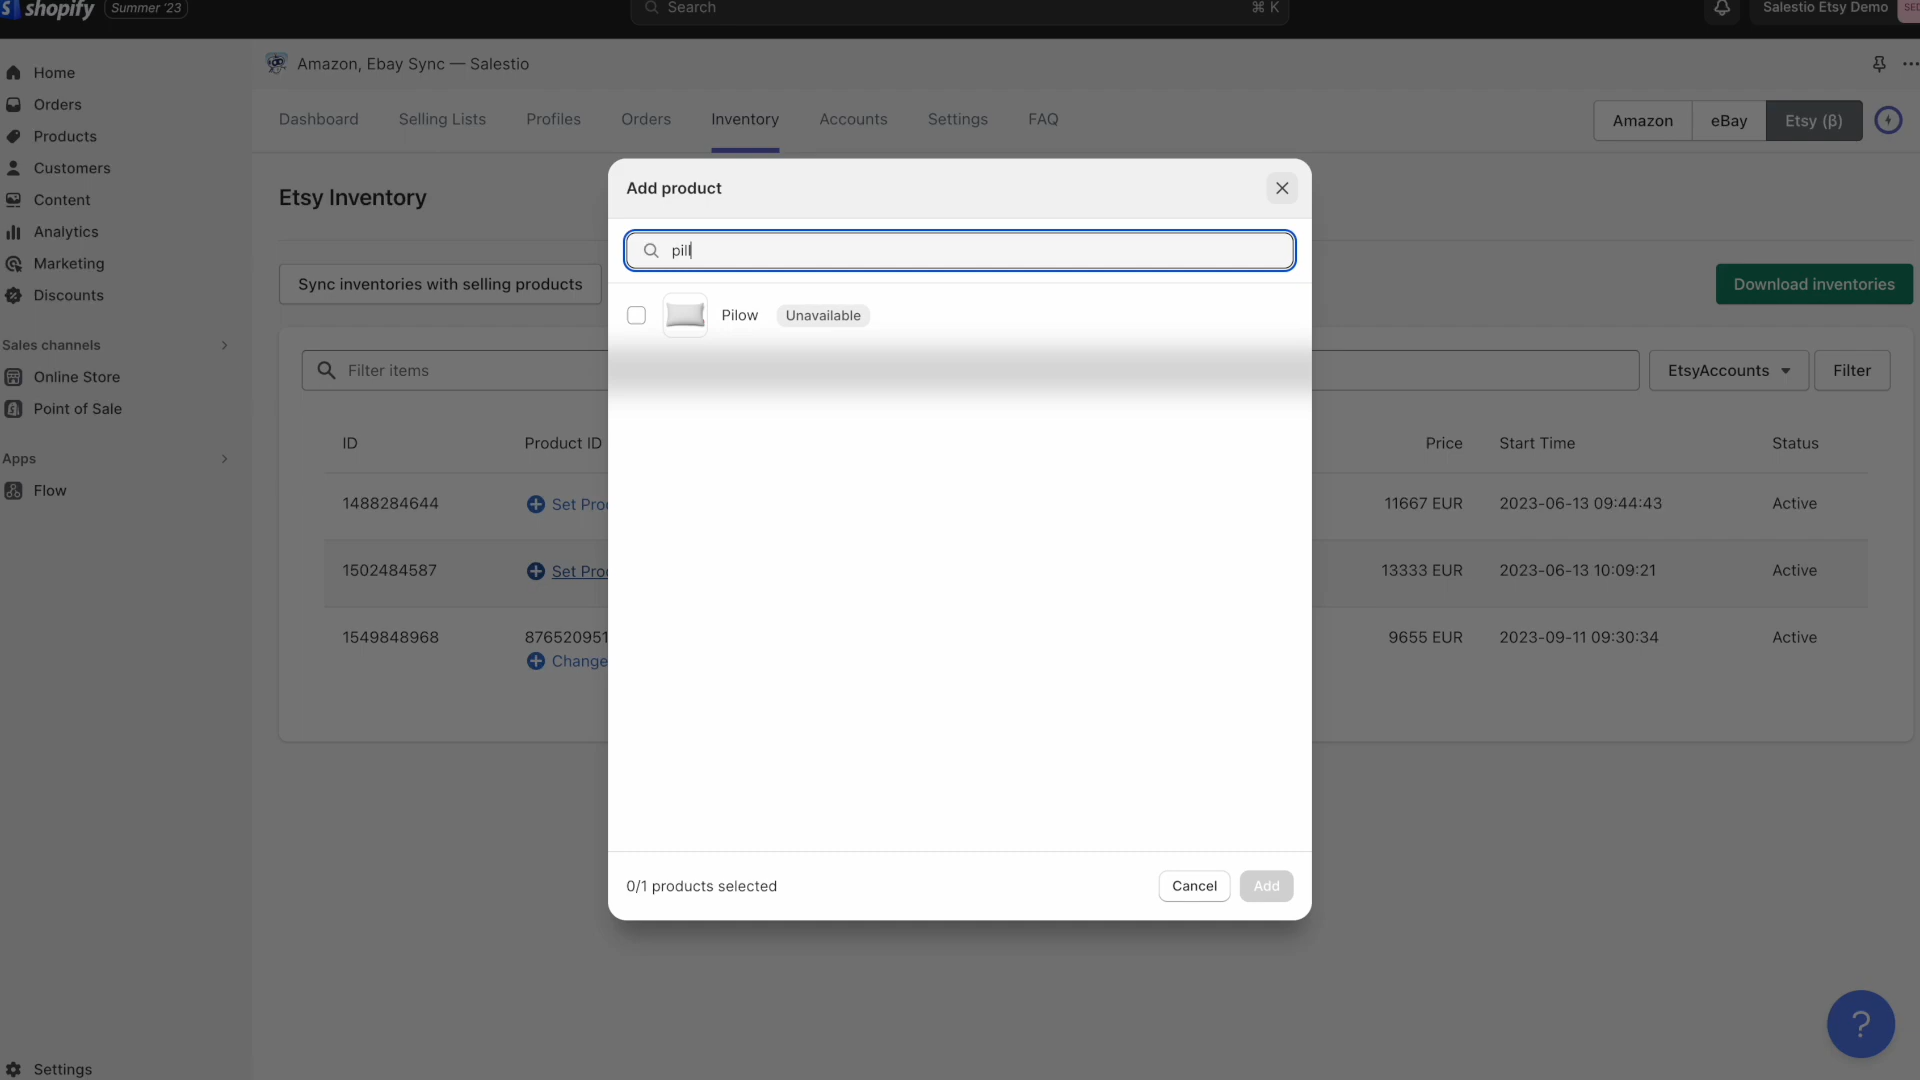 shopify Summer '23
Search ⌘ K
Salestio Etsy Demo
Home
Orders
Products
Customers
Content
Analytics
Marketing
Discounts
Sales channels
Online Store
Point of Sale
Apps
Flow
Settings
Amazon, Ebay Sync — Salestio
Dashboard Selling Lists Profiles Orders Inventory Accounts Settings FAQ
Amazon eBay Etsy (β)
Etsy Inventory
Sync inventories with selling products
Download inventories
Filter items
EtsyAccounts
Filter
ID Product ID Price Start Time Status
1488284644 Set Pro 11667 EUR 2023-06-13 09:44:43 Active
1502484587 Set Pro 13333 EUR 2023-06-13 10:09:21 Active
1549848968 876520951 9655 EUR 2023-09-11 09:30:34 Active
Change
Add product
pill
Pilow Unavailable
0/1 products selected
Cancel
Add
?